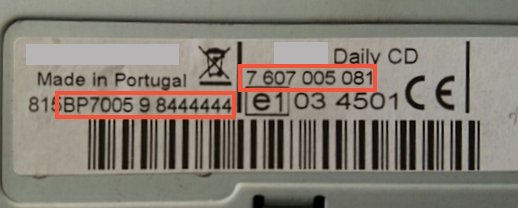 Daily CD
Made in Portugal
7 607 005 081
815BP7005 9 8444444
e1 03 4501 CE